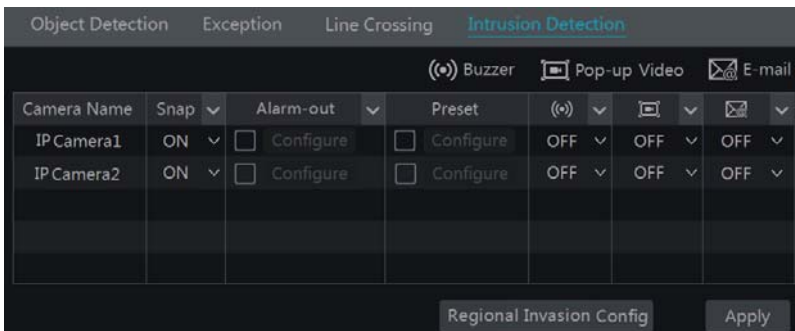 Object Detection Exception Line Crossing Intrusion Detection
Buzzer Pop-up Video E-mail
Camera Name Snap Alarm-out Preset
IP Camera1 ON Configure Configure OFF OFF OFF
IP Camera2 ON Configure Configure OFF OFF OFF
Regional Invasion Config Apply